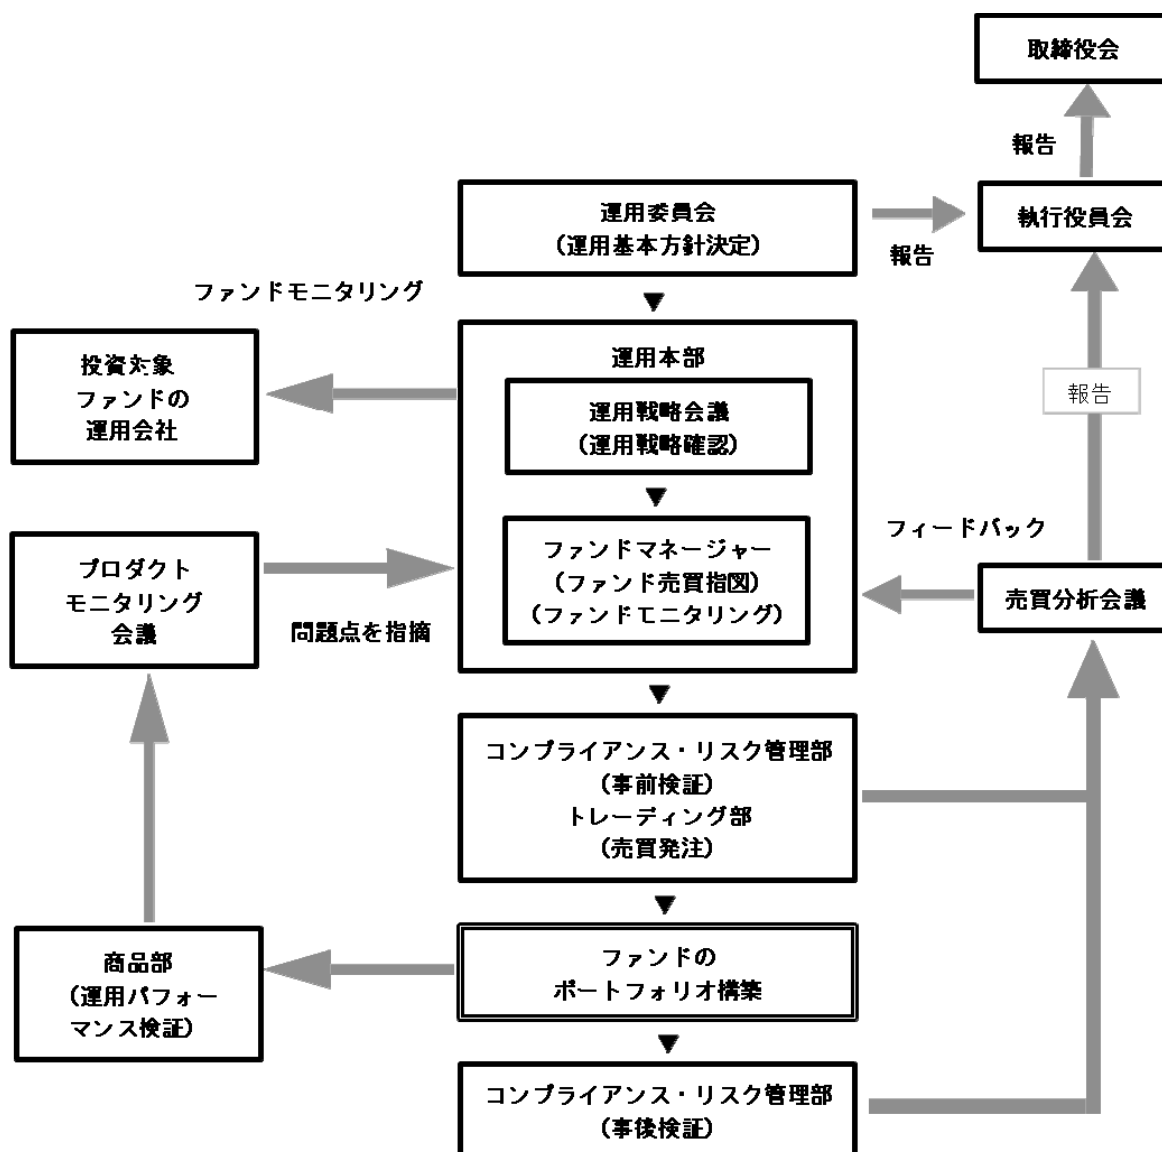 取締役会
報告
運用委員会
(運用基本方針決定)
執行役員会
報告
ファンドモニタリング
投資対象
ファンドの
運用会社
運用本部
運用戦略会議
(運用戦略確認)
報告
ファンドマネージャー
(ファンド売買指図)
(ファンドモニタリング)
フィードバック
売買分析会議
プロダクト
モニタリング
会議
問題点を指摘
コンプライアンス・リスク管理部
(事前検証)
トレーディング部
(売買発注)
ファンドの
ポートフォリオ構築
商品部
(運用パフォー
マンス検証)
コンプライアンス・リスク管理部
(事後検証)